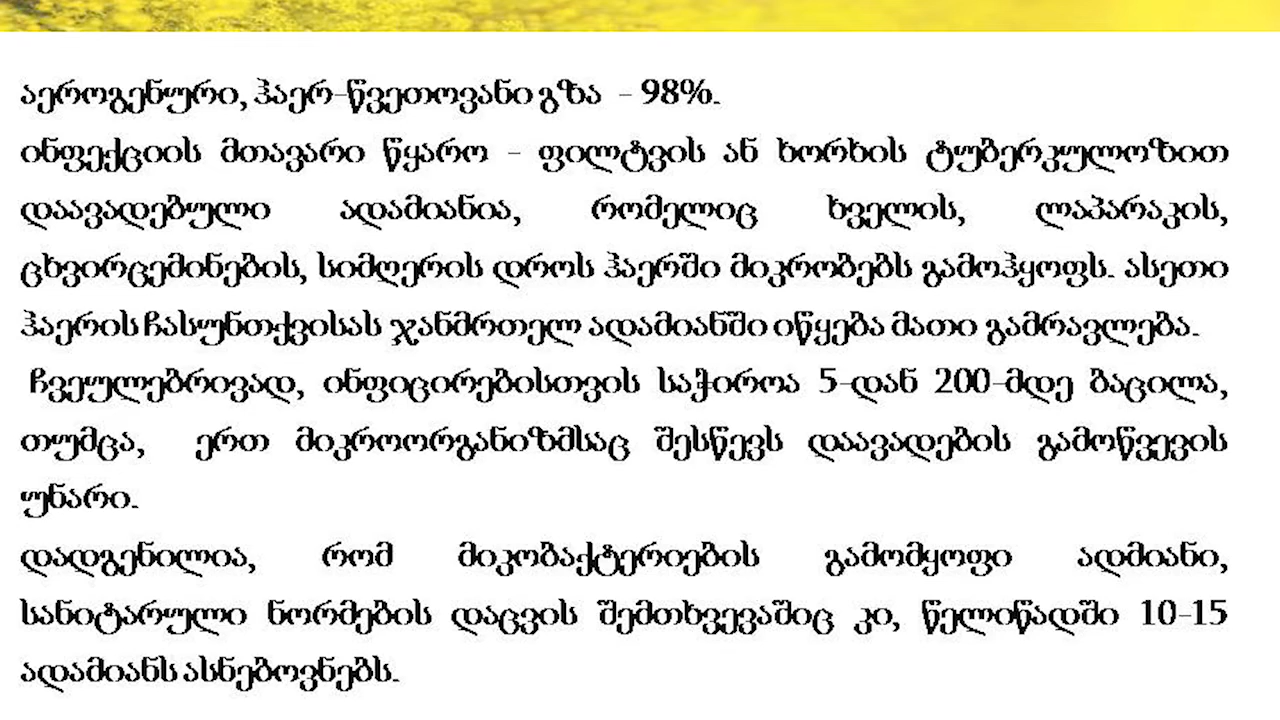 აეროგენური, ჰაერ-წვეთოვანი გზა - 98%.
ინფექციის მთავარი წყარო - ფილტვის ან ხორხის ტუბერკულოზით
დაავადებული ადამიანია, რომელიც ხველის, ლაპარაკის,
ცხვირცემინების, სიმღერის დროს ჰაერში მიკრობებს გამოჰყოფს. ასეთი
ჰაერის ჩასუნთქვისას ჯანმრთელ ადამიანში იწყება მათი გამრავლება.
ჩვეულებრივად, ინფიცირებისთვის საჭიროა 5-დან 200-მდე ბაცილა,
თუმცა, ერთ მიკროორგანიზმსაც შესწევს დაავადების გამოწვევის
უნარი.
დადგენილია, რომ მიკობაქტერიების გამომყოფი ადმიანი,
სანიტარული ნორმების დაცვის შემთხვევაშიც კი, წელიწადში 10-15
ადამიანს ასნებოვნებს.